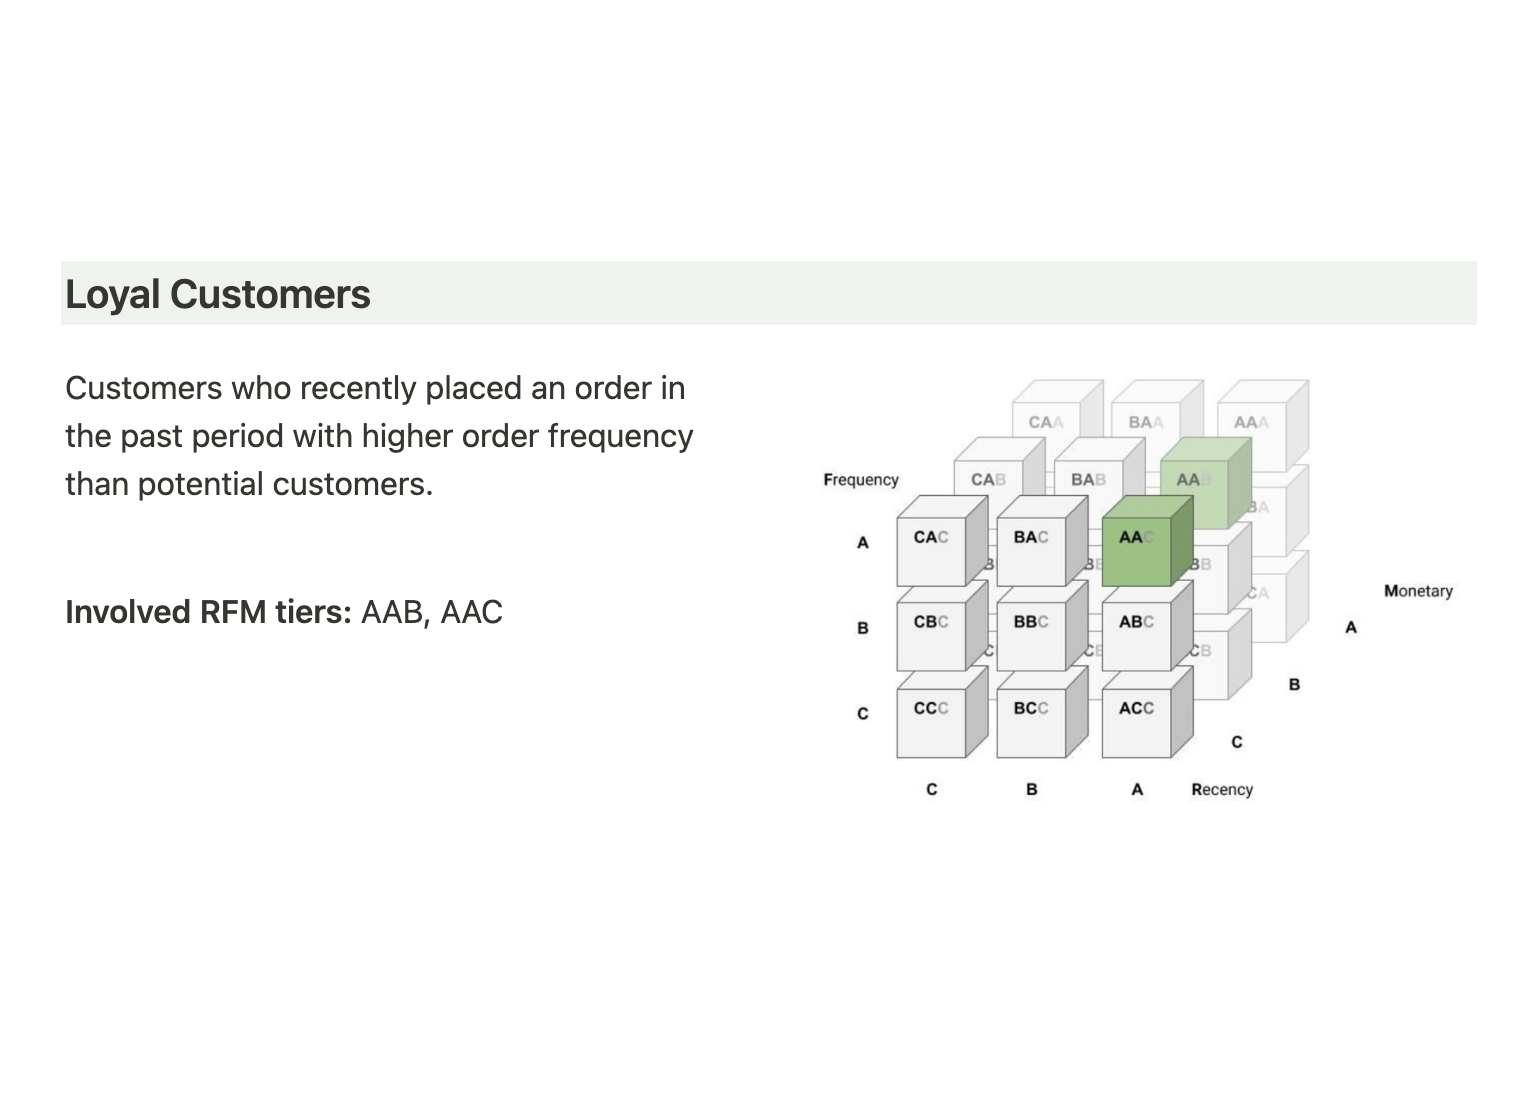 Loyal Customers
Customers who recently placed an order in
the past period with higher order frequency
than potential customers.
Involved RFM tiers: AAB, AAC
CAA BAA AAA
Frequency CAB BAB AAB BA
A CAC BAC AAC
B BE BB
Monetary
CA
B CBC BBC ABC A
C CE CB
B
C CCC BCC ACC
C
C B A Recency